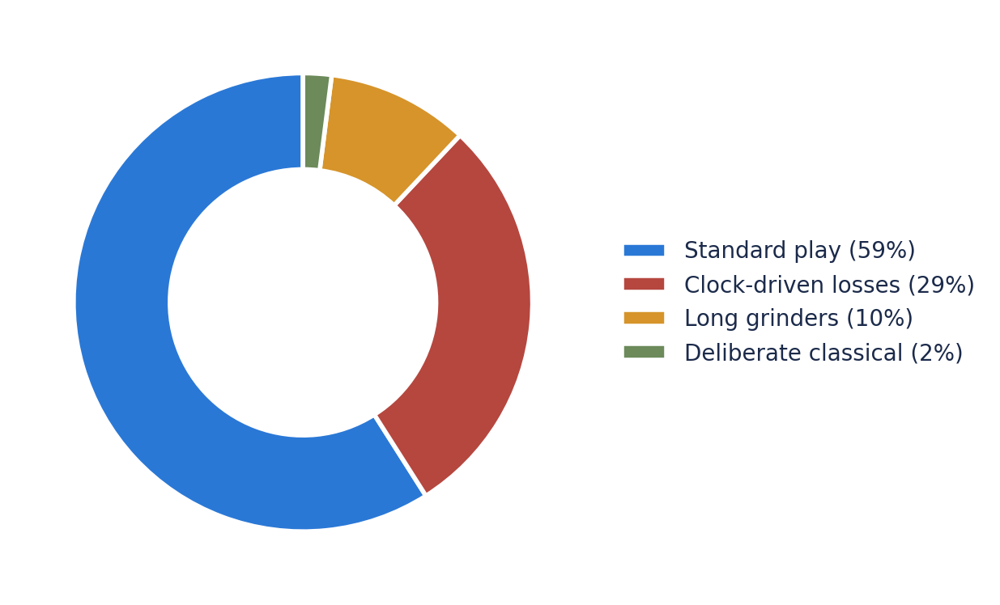 Standard play (59%)
Clock-driven losses (29%)
Long grinders (10%)
Deliberate classical (2%)